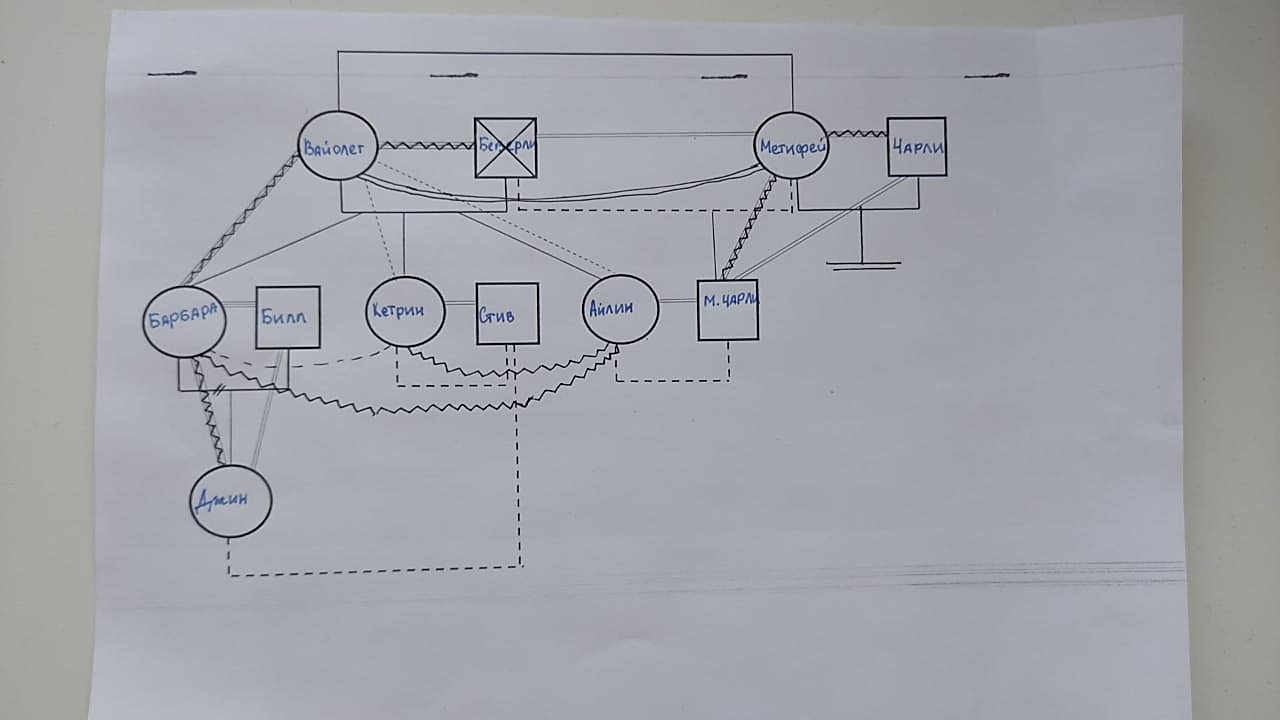 Вайолет
Беверли
Метифей
Чарли
Барбара
Билл
Кетрин
Стив
Айлин
М. Чарли
Джин